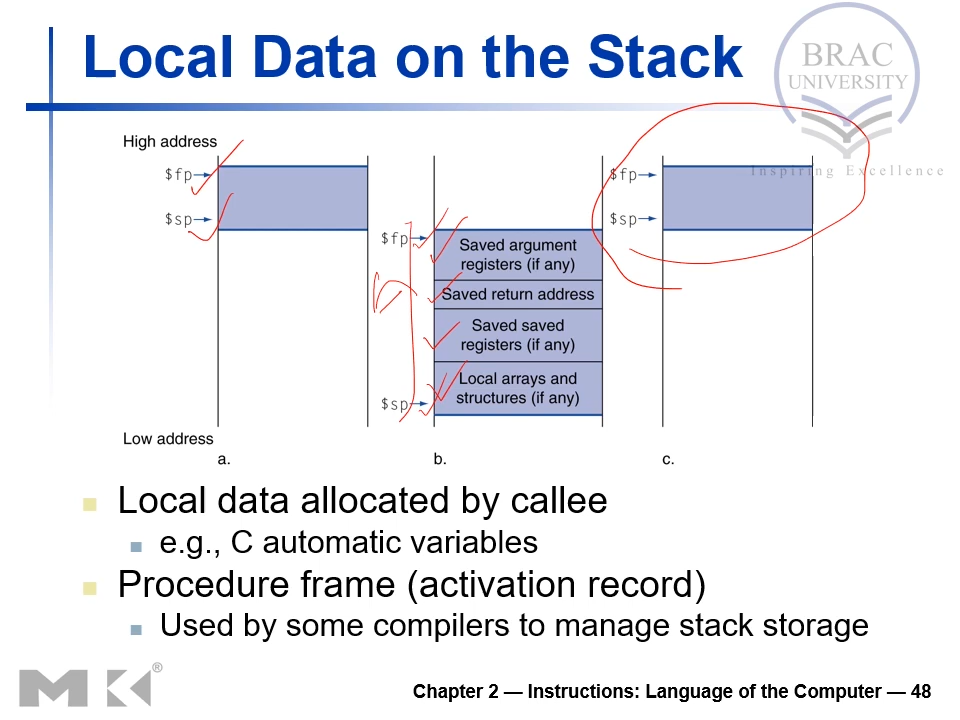 Local Data on the Stack
BRAC
UNIVERSITY
Inspiring Excellence
High address
$fp
$sp
$fp
$sp
$fp
$sp
Saved argument
registers (if any)
Saved return address
Saved saved
registers (if any)
Local arrays and
structures (if any)
Low address
a.
b.
c.
Local data allocated by callee
e.g., C automatic variables
Procedure frame (activation record)
Used by some compilers to manage stack storage
MK®
Chapter 2 — Instructions: Language of the Computer — 48